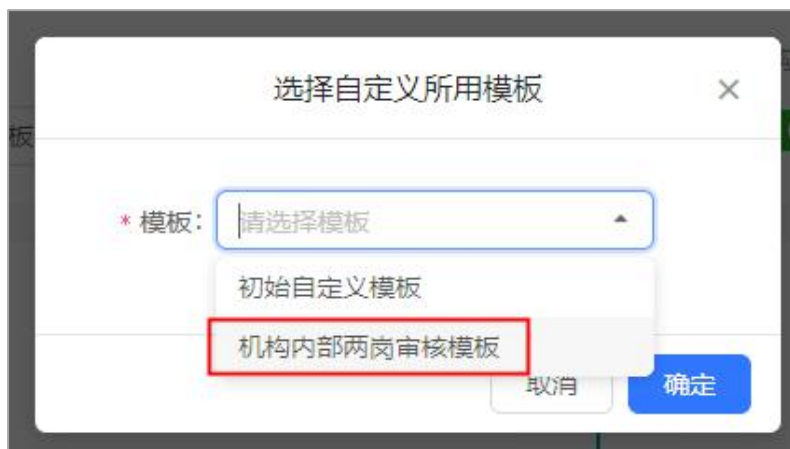 选择自定义所用模板
板
* 模板：
请选择模板
初始自定义模板
机构内部两岗审核模板
取消
确定